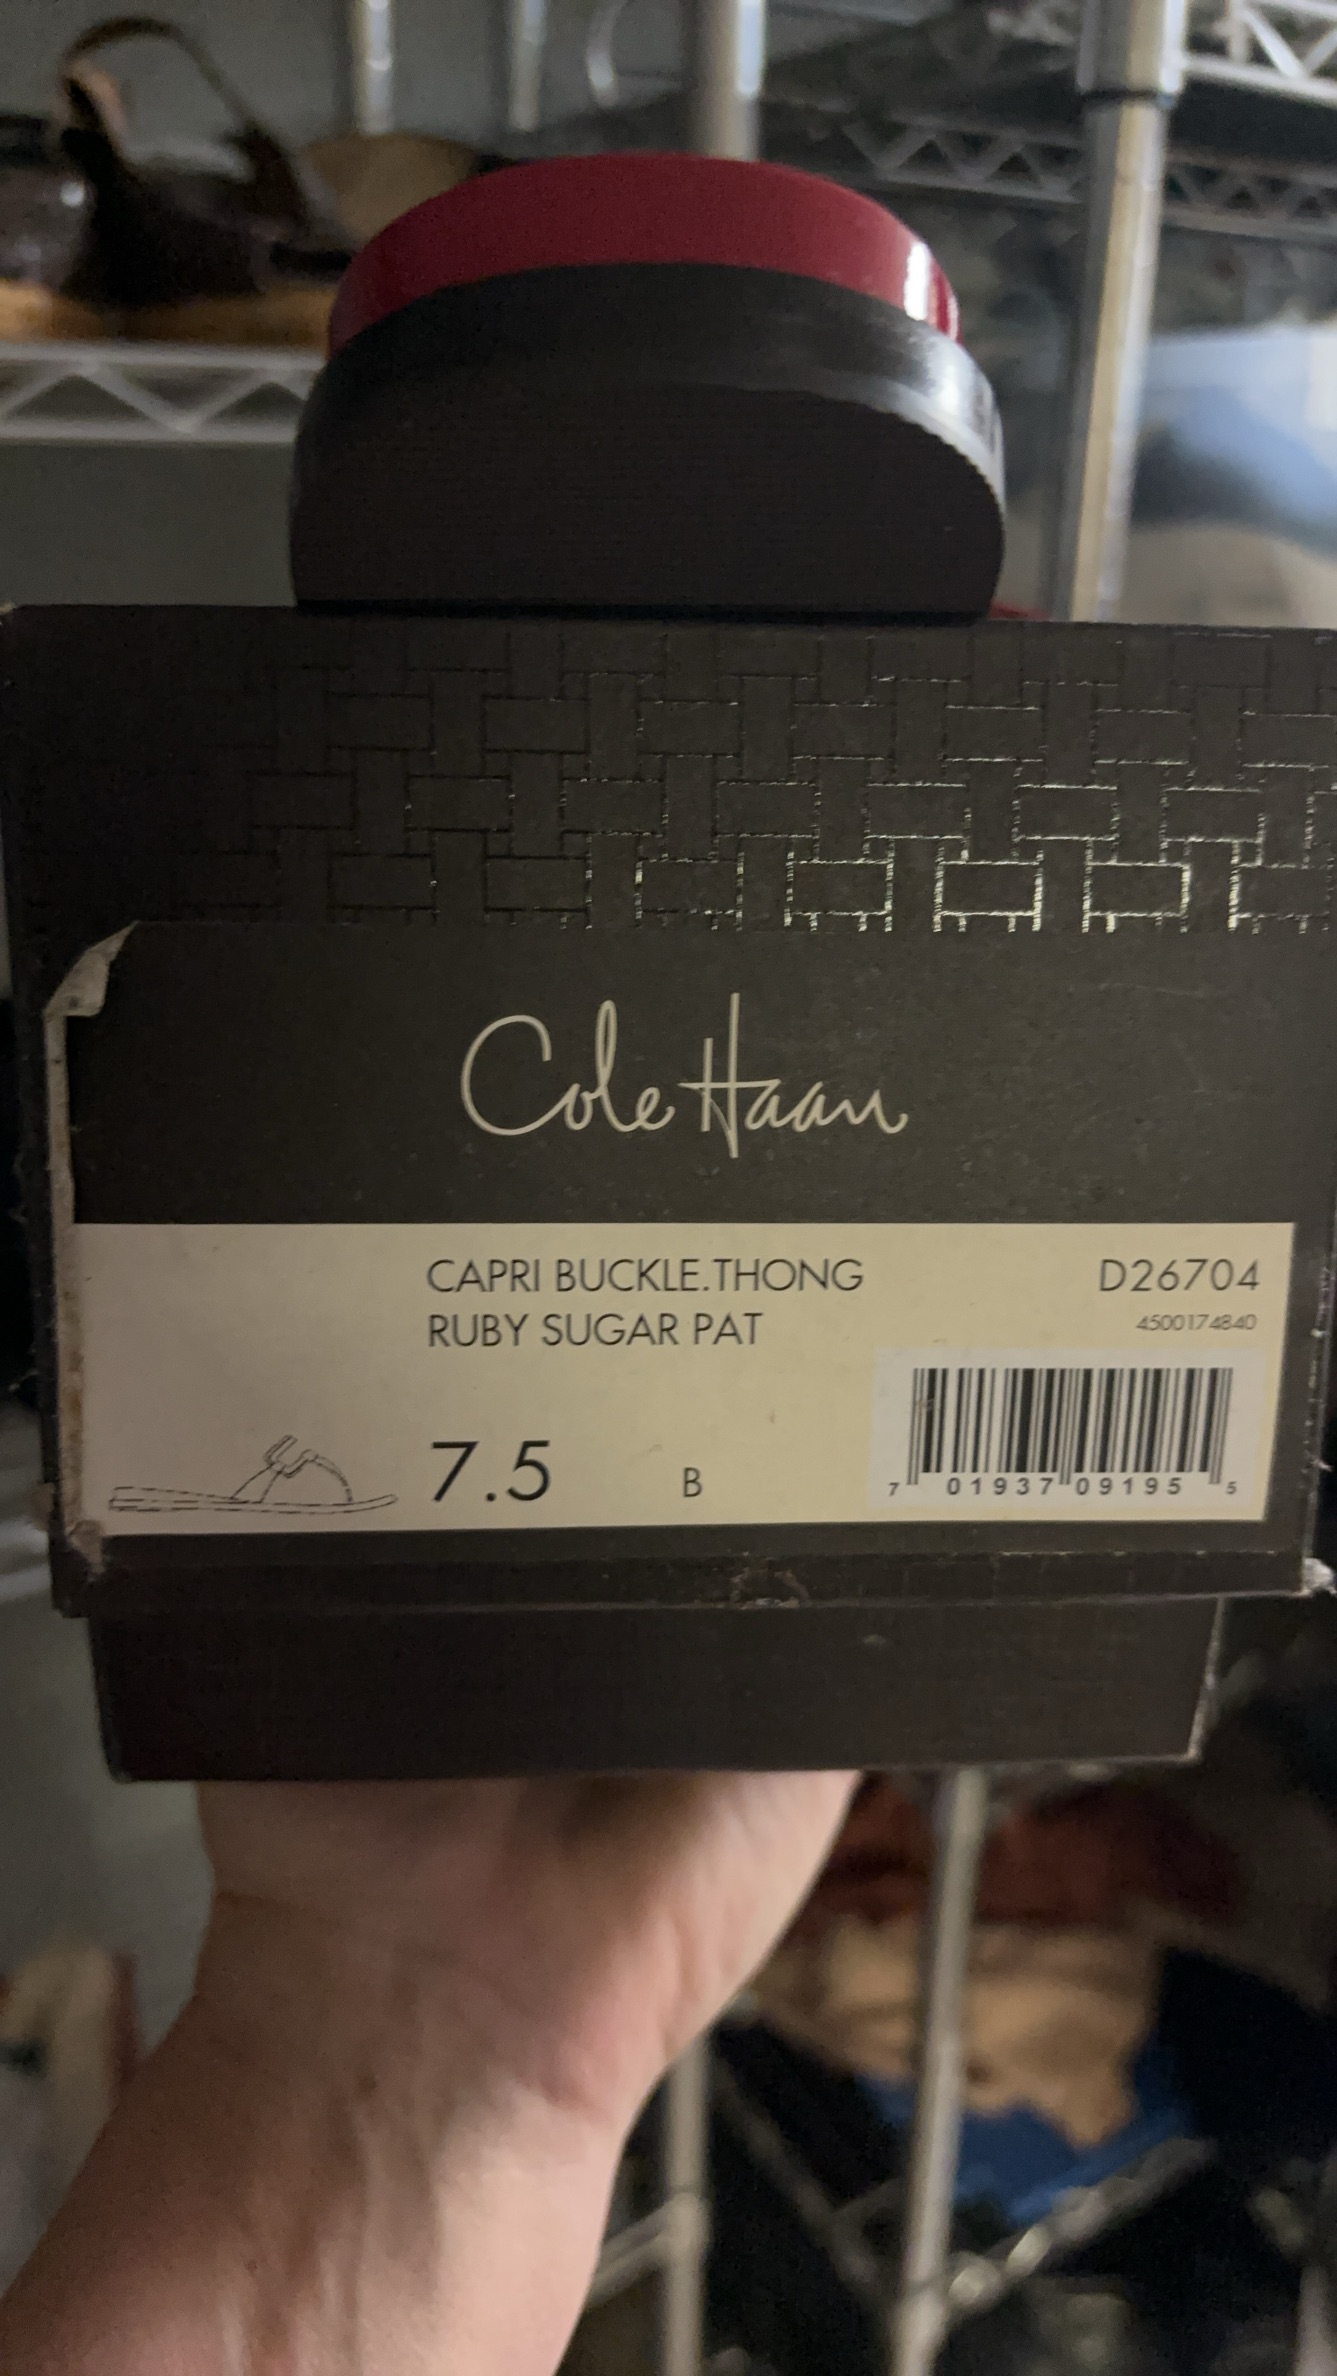 Cole Haan
CAPRI BUCKLE.THONG
D26704
RUBY SUGAR PAT
4500174840
7.5
B
7 01937 09195 5